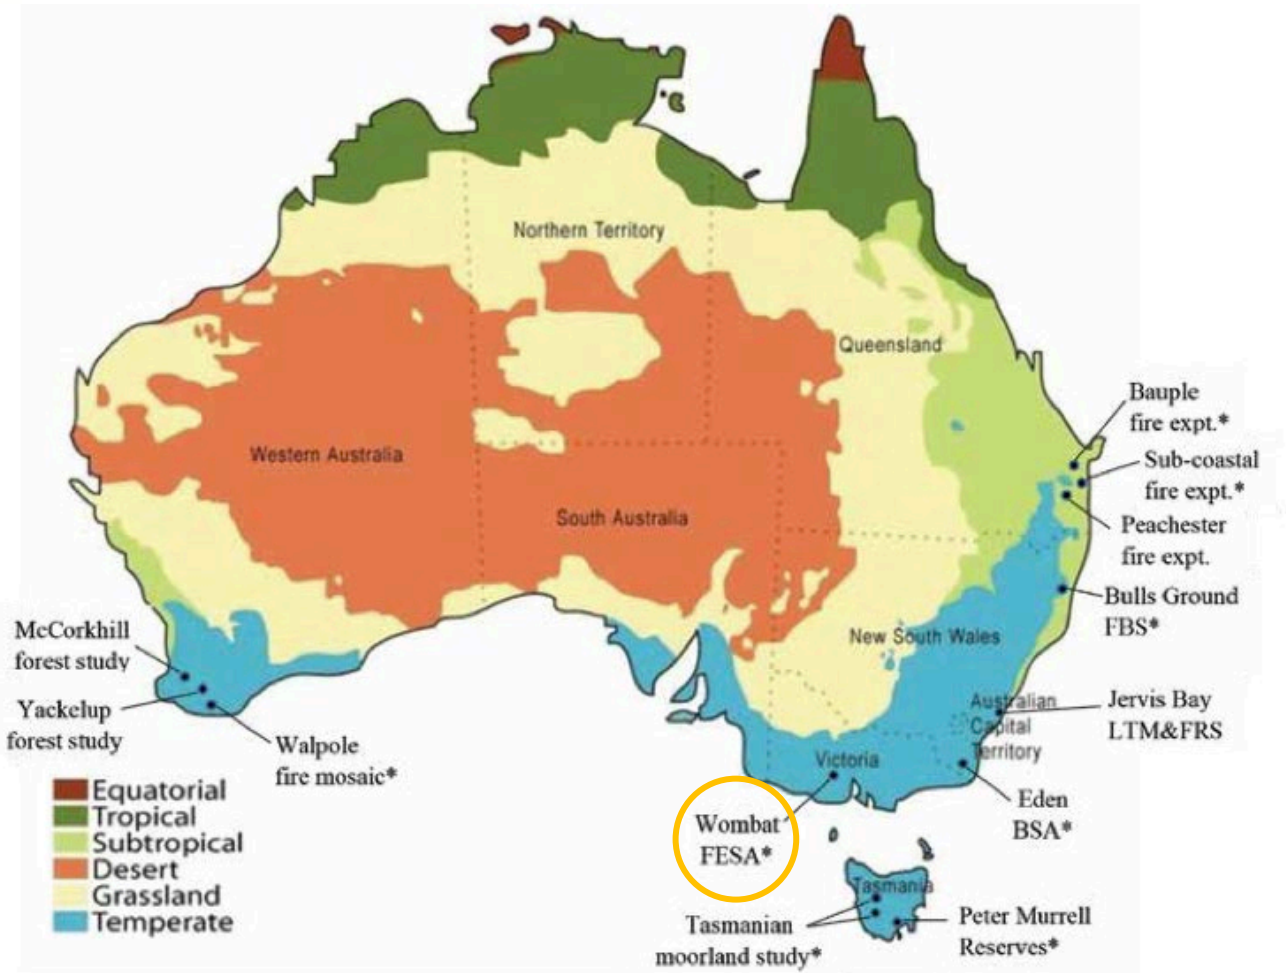 Northern Territory
Queensland
Western Australia
South Australia
New South Wales
Australian
Capital
Territory
Victoria
Tasmania
Bauple
fire expt.*
Sub-coastal
fire expt.*
Peachester
fire expt.
Bulls Ground
FBS*
Jervis Bay
LTM&FRS
Eden
BSA*
McCorkhill
forest study
Yackelup
forest study
Walpole
fire mosaic*
Wombat
FESA*
Tasmanian
moorland study*
Peter Murrell
Reserves*
Equatorial
Tropical
Subtropical
Desert
Grassland
Temperate